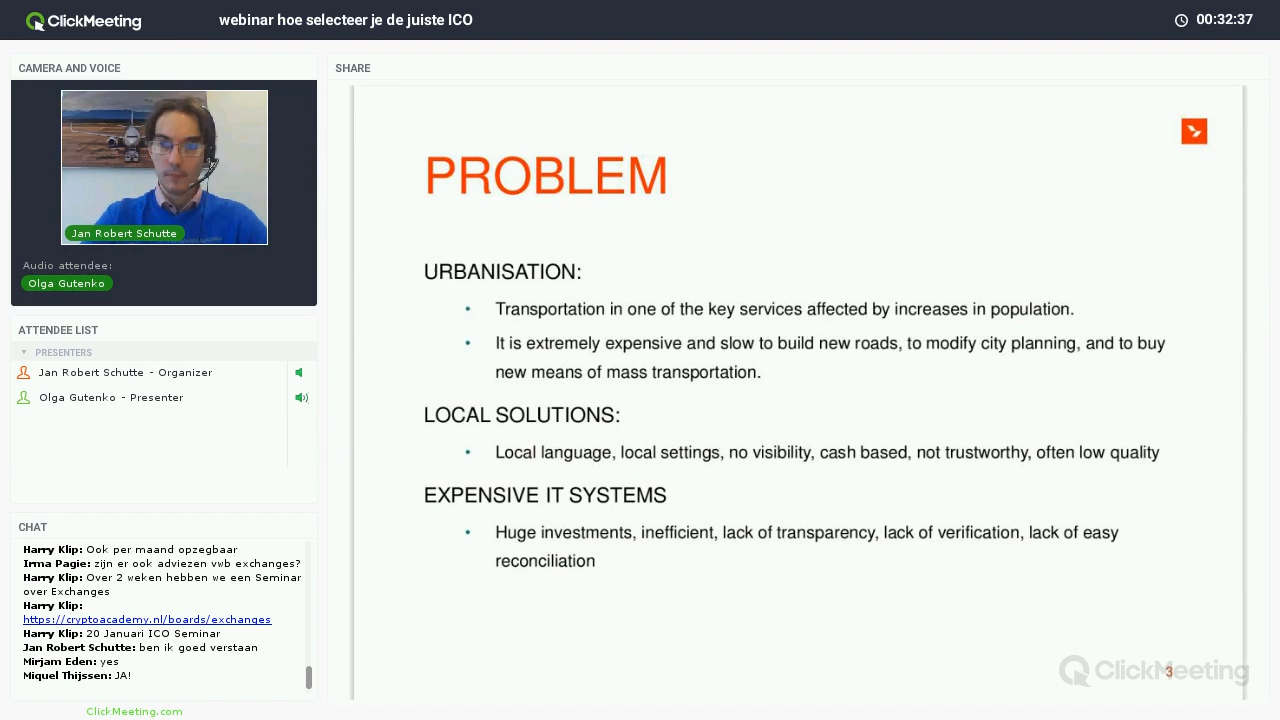 ClickMeeting
webinar hoe selecteer je de juiste ICO
00:32:37
CAMERA AND VOICE
Jan Robert Schutte
Audio attendee:
Olga Gutenko
ATTENDEE LIST
PRESENTERS
Jan Robert Schutte - Organizer
Olga Gutenko - Presenter
CHAT
Harry Klip: Ook per maand opzegbaar
Irma Pagie: zijn er ook adviezen vwb exchanges?
Harry Klip: Over 2 weken hebben we een Seminar
over Exchanges
Harry Klip:
https://cryptoacademy.nl/boards/exchanges
Harry Klip: 20 Januari ICO Seminar
Jan Robert Schutte: ben ik goed verstaan
Mirjam Eden: yes
Miquel Thijssen: JA!
ClickMeeting.com
SHARE
PROBLEM
URBANISATION:
• Transportation in one of the key services affected by increases in population.
• It is extremely expensive and slow to build new roads, to modify city planning, and to buy
new means of mass transportation.
LOCAL SOLUTIONS:
• Local language, local settings, no visibility, cash based, not trustworthy, often low quality
EXPENSIVE IT SYSTEMS
• Huge investments, inefficient, lack of transparency, lack of verification, lack of easy
reconciliation
3
ClickMeeting